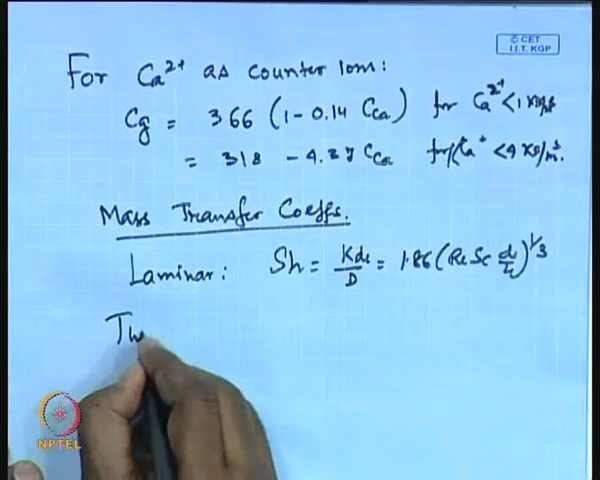 © CET
I.I.T. KGP
For Ca²⁺ as counter ions:
Cg = 366 (1 - 0.14 Cca) for Ca²⁺ <1 kg/
= 318 - 4.37 Cca for Ca⁺ <4 kg/m³.
Mass Transfer Coeffs.
Laminar: Sh = Kde/D = 1.86 (Re Sc de/L)^1/3
Tu
NPTEL